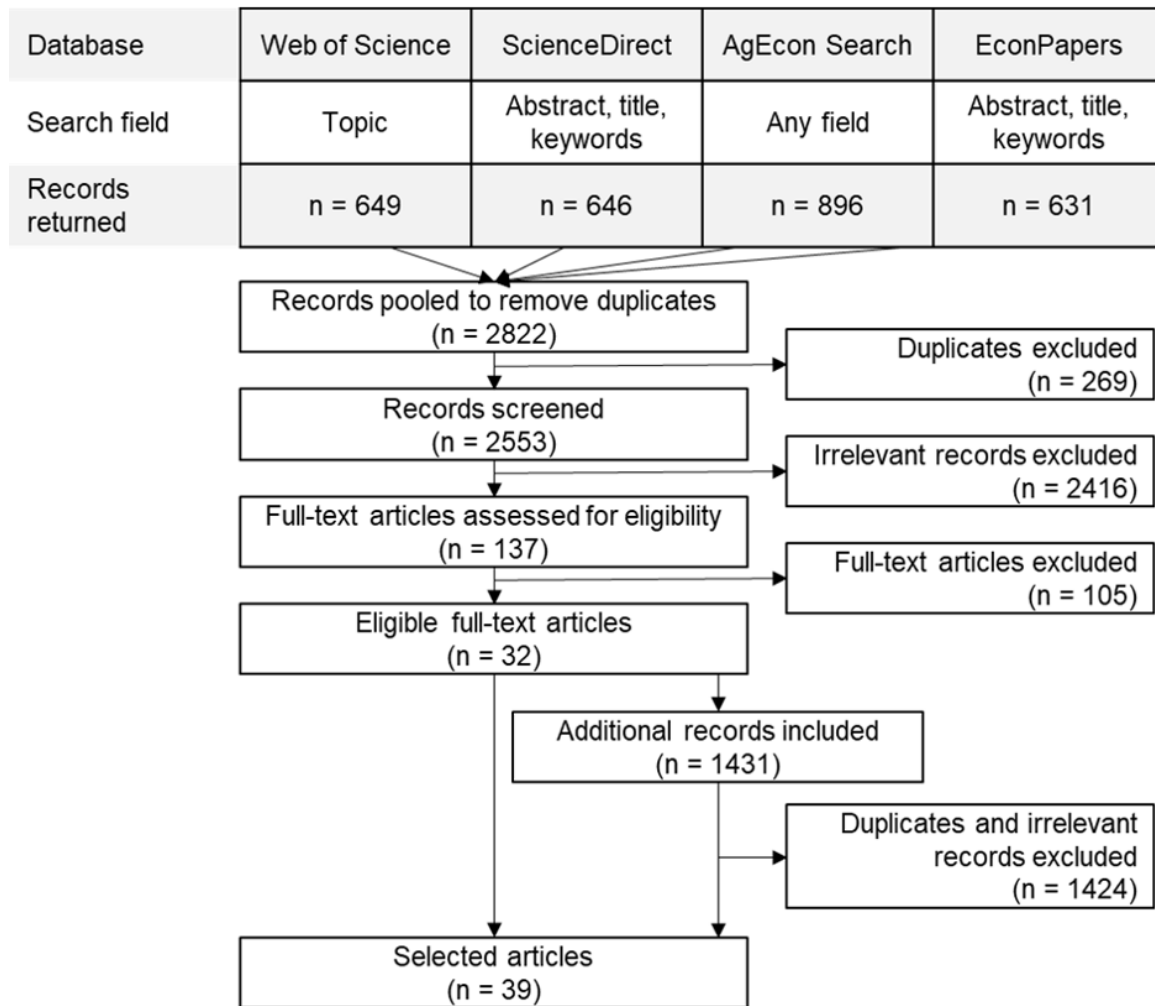 Database
Web of Science
ScienceDirect
AgEcon Search
EconPapers
Search field
Topic
Abstract, title,
keywords
Any field
Abstract, title,
keywords
Records
returned
n = 649
n = 646
n = 896
n = 631
Records pooled to remove duplicates
(n = 2822)
Duplicates excluded
(n = 269)
Records screened
(n = 2553)
Irrelevant records excluded
(n = 2416)
Full-text articles assessed for eligibility
(n = 137)
Full-text articles excluded
(n = 105)
Eligible full-text articles
(n = 32)
Additional records included
(n = 1431)
Duplicates and irrelevant
records excluded
(n = 1424)
Selected articles
(n = 39)